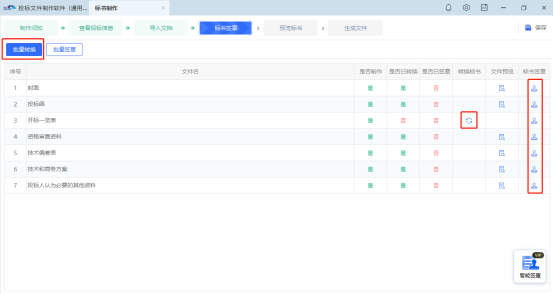 投标文件制作软件（通用... 标书制作
制作须知 查看招标信息 导入文档 标书签章 预览标书 生成文件 保存
批量转换 批量签章
序号 文件名 是否制作 是否已转换 是否已签章 转换标书 文件预览 标书签章
1 封面 是 是 否
2 投标函 是 是 否
3 开标一览表 是 否 否
4 资格审查资料 是 是 否
5 技术偏差表 是 是 否
6 技术和商务方案 是 是 否
7 投标人认为必要的其他资料 是 是 否
VIP
智能签章